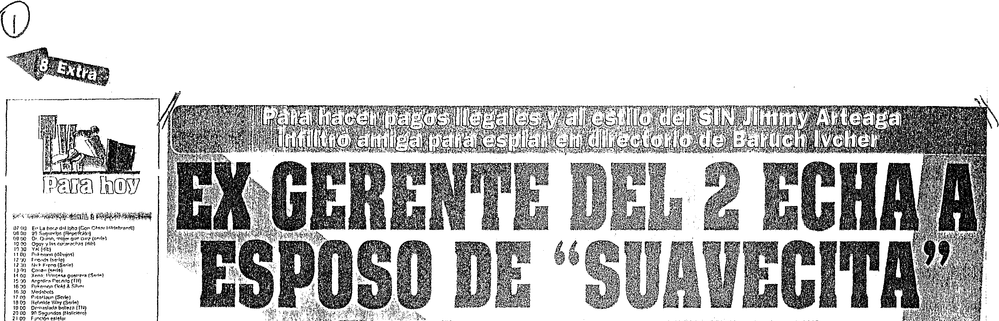 1
8 Extra
Para hacer pagos ilegales y al estilo del SIN Jimmy Arteaga
infiltró amiga para espiar en directorio de Baruch Ivcher
EX GERENTE DEL 2 ECHA A
ESPOSO DE “SUAVECITA”
Para hoy
CANAL 2
07 00 En La boca del lobo (Con César Hildebrandt)
08 00 90 Segundos (Repetición)
09 00 Dr. Quinn, mujer que cura (serie)
10 00 Oggy y las cucarachas (dib)
10 30 (dib)
11 00 Pokemon (dibujos)
12 00 Friends (serie)
12 30 Nick Freno (Serie)
13 00 Conan (serie)
14 00 Xena: Princesa guerrera (Serie)
15 00 Angélica Pecado (TN)
16 00 Pokemon Gold & Silver
16 30 Medabots
17 00 Pataclaun (Serie)
18 00 Rebelde Way (Serie)
19 00 Demasiada belleza (TN)
20 00 90 Segundos (Noticiero)
21 00 Función estelar